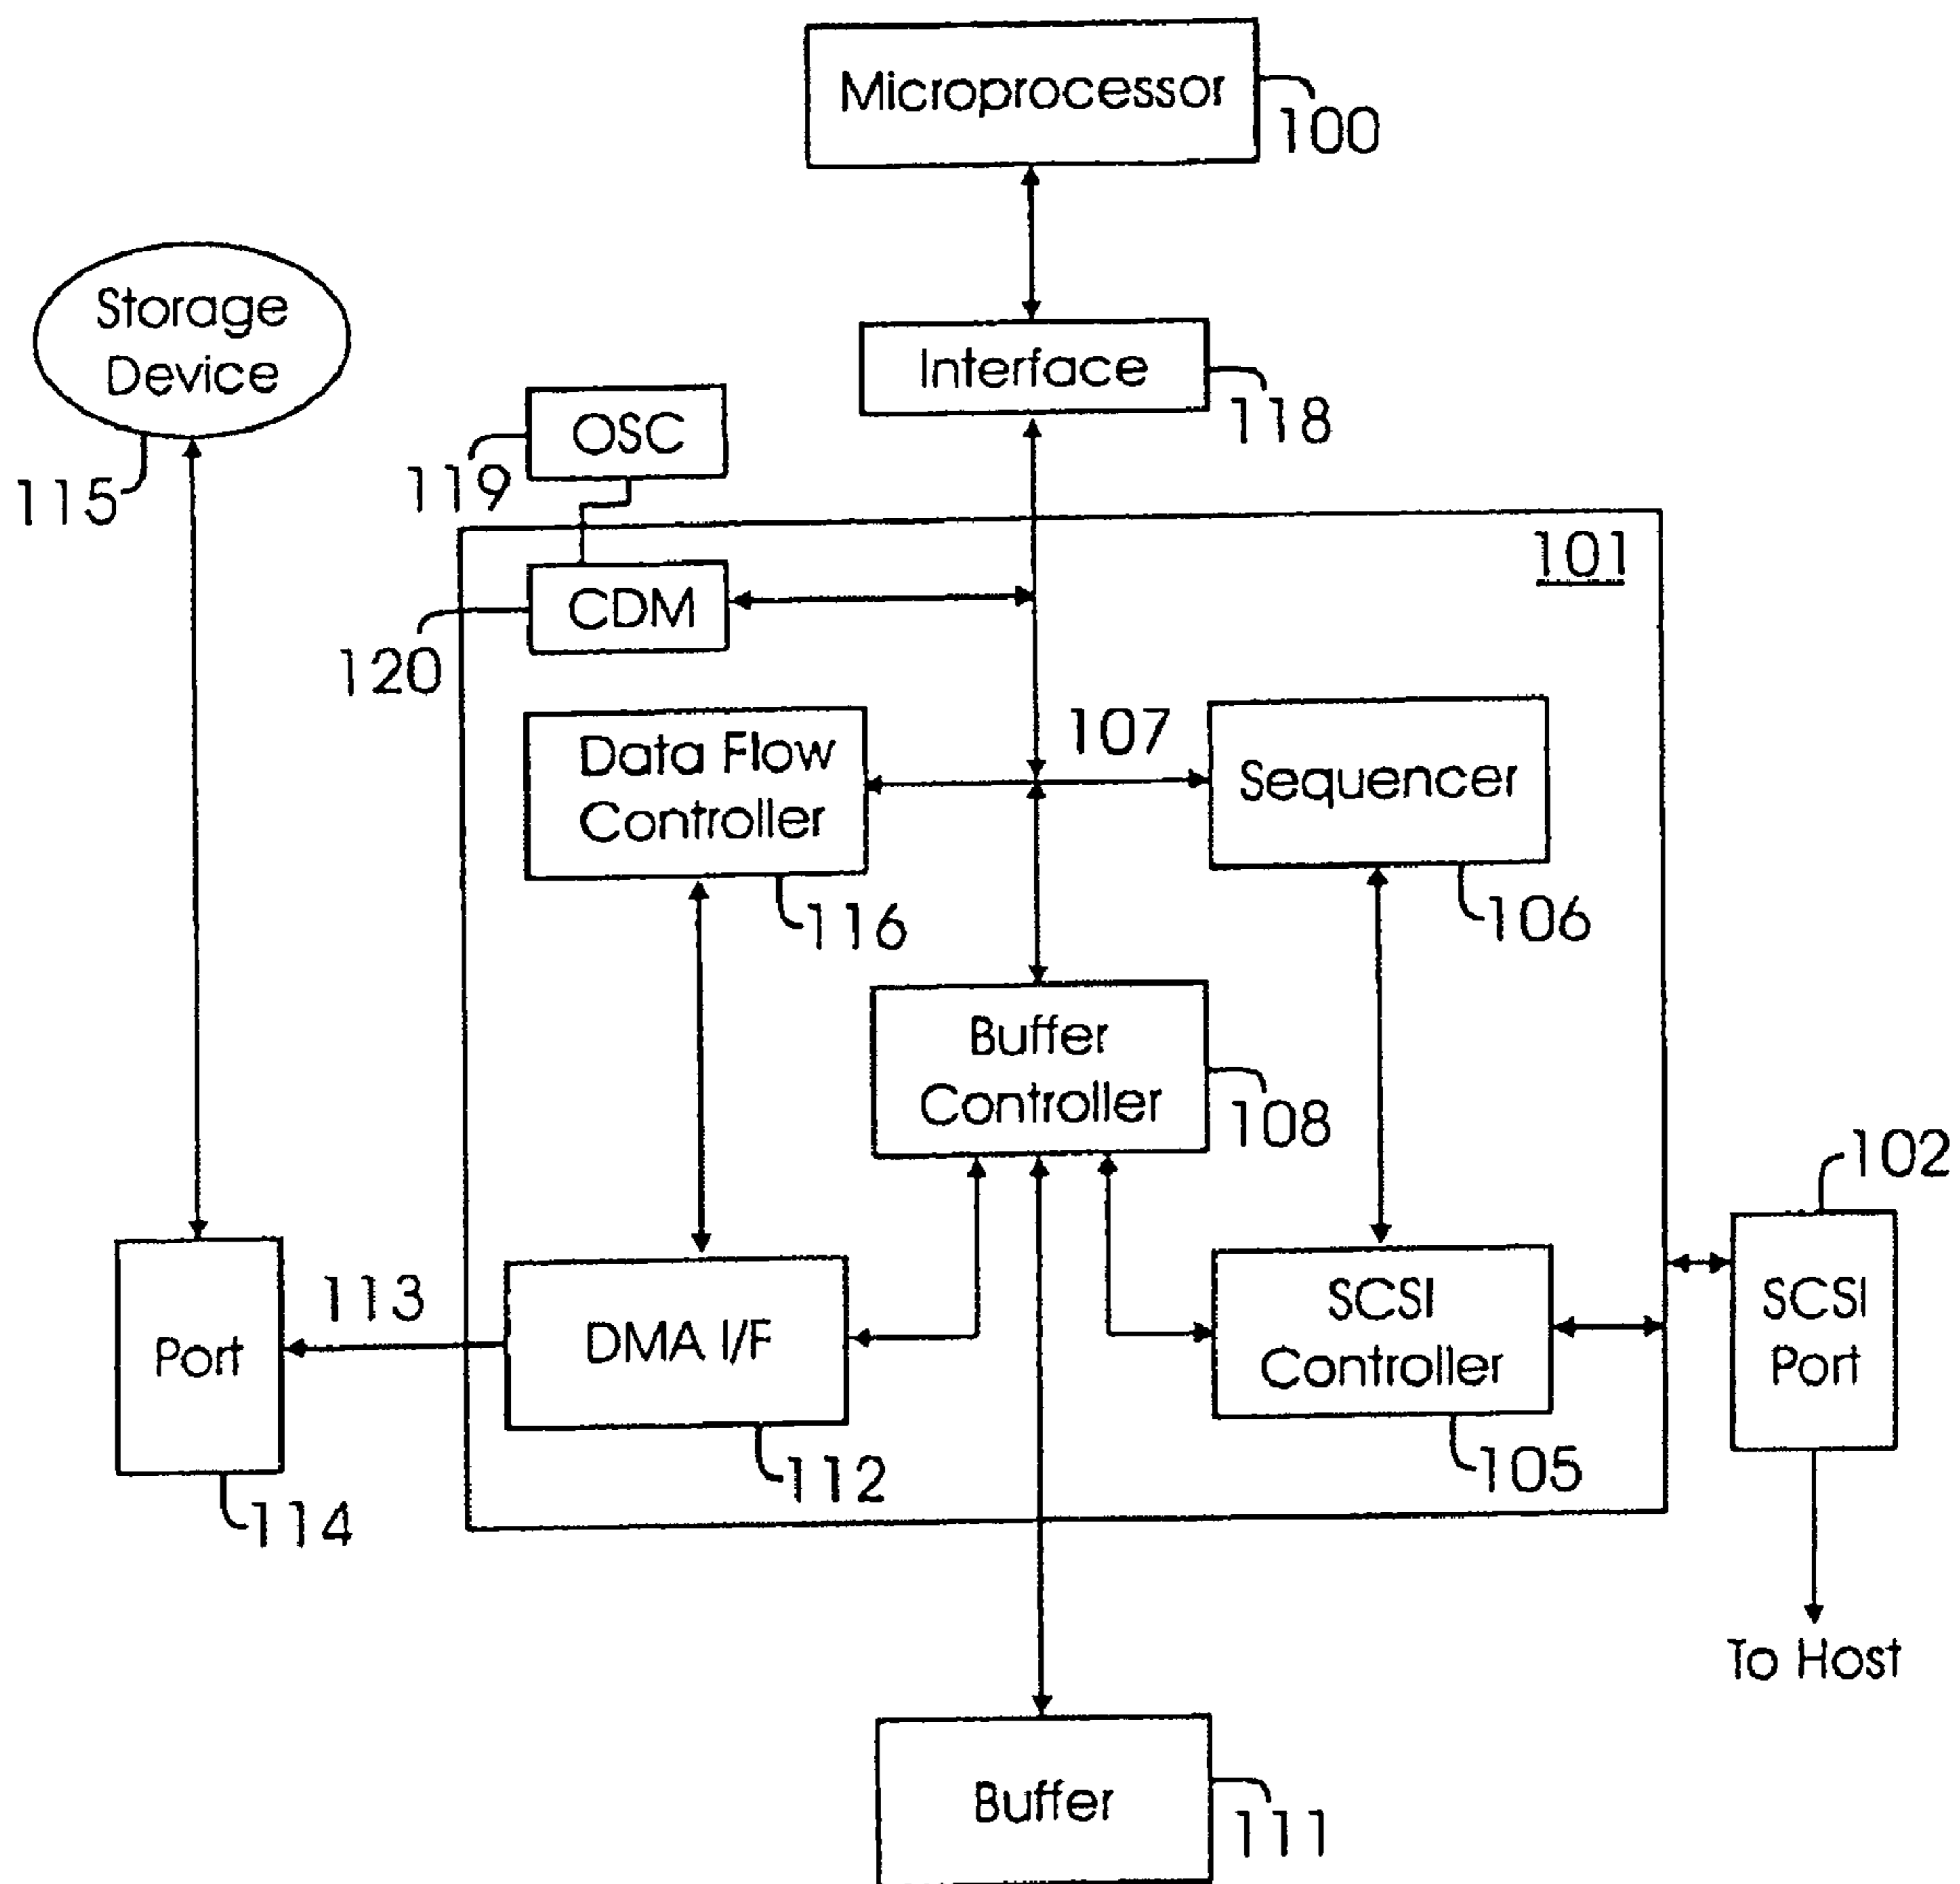 Microprocessor
100
Storage
Device
115
Interface
118
OSC
119
101
CDM
120
Data Flow
Controller
116
107
Sequencer
106
Buffer
Controller
108
102
SCSI
Port
113
Port
114
DMA I/F
112
SCSI
Controller
105
To Host
Buffer
111